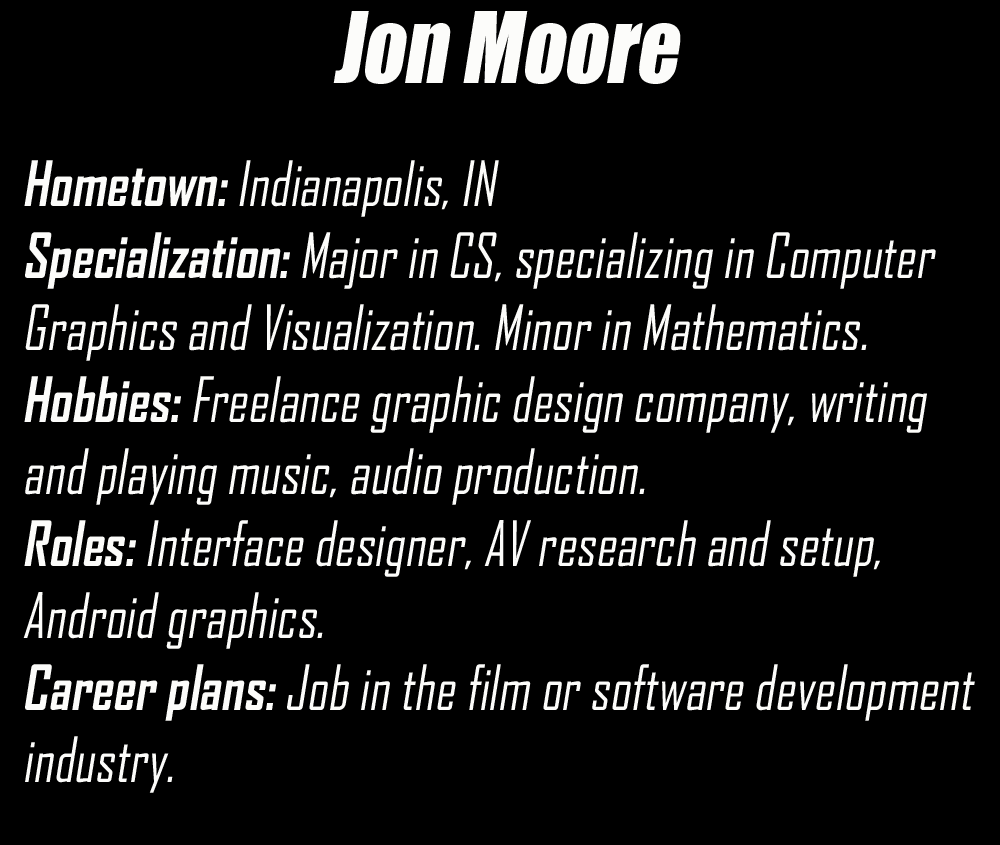 Jon Moore
Hometown: Indianapolis, IN
Specialization: Major in CS, specializing in Computer
Graphics and Visualization. Minor in Mathematics.
Hobbies: Freelance graphic design company, writing
and playing music, audio production.
Roles: Interface designer, AV research and setup,
Android graphics.
Career plans: Job in the film or software development
industry.